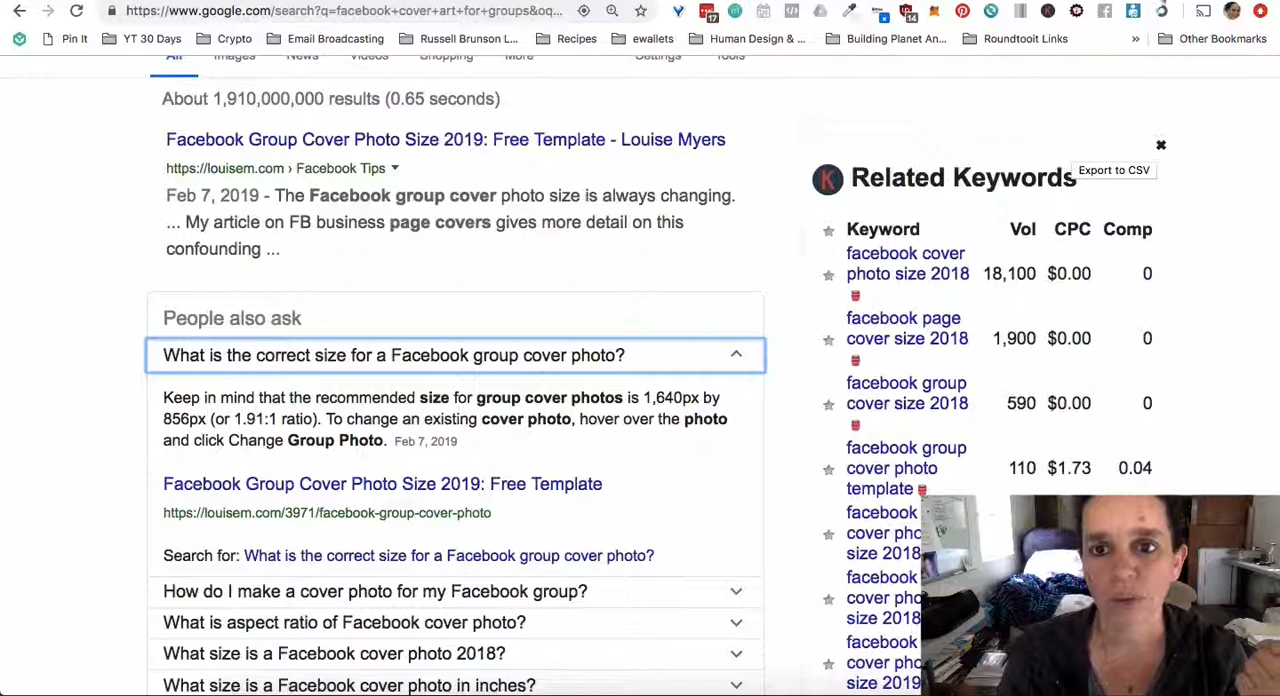 https://www.google.com/search?q=facebook+cover+art+for+groups&oq...
17
14
Pin It YT 30 Days Crypto Email Broadcasting Russell Brunson L... Recipes ewallets Human Design & ... Building Planet An... Roundtooit Links » Other Bookmarks
All Images News Videos Shopping More Settings Tools
About 1,910,000,000 results (0.65 seconds)
Facebook Group Cover Photo Size 2019: Free Template - Louise Myers
https://louisem.com › Facebook Tips
Feb 7, 2019 - The Facebook group cover photo size is always changing.
... My article on FB business page covers gives more detail on this
confounding ...
People also ask
What is the correct size for a Facebook group cover photo?
Keep in mind that the recommended size for group cover photos is 1,640px by
856px (or 1.91:1 ratio). To change an existing cover photo, hover over the photo
and click Change Group Photo. Feb 7, 2019
Facebook Group Cover Photo Size 2019: Free Template
https://louisem.com/3971/facebook-group-cover-photo
Search for: What is the correct size for a Facebook group cover photo?
How do I make a cover photo for my Facebook group?
What is aspect ratio of Facebook cover photo?
What size is a Facebook cover photo 2018?
What size is a Facebook cover photo in inches?
K Related Keywords
Export to CSV
Keyword Vol CPC Comp
facebook cover
photo size 2018 18,100 $0.00 0
facebook page
cover size 2018 1,900 $0.00 0
facebook group
cover size 2018 590 $0.00 0
facebook group
cover photo 110 $1.73 0.04
template
facebook
cover pho
size 2018
facebook
cover pho
size 2018
facebook
cover pho
size 2019